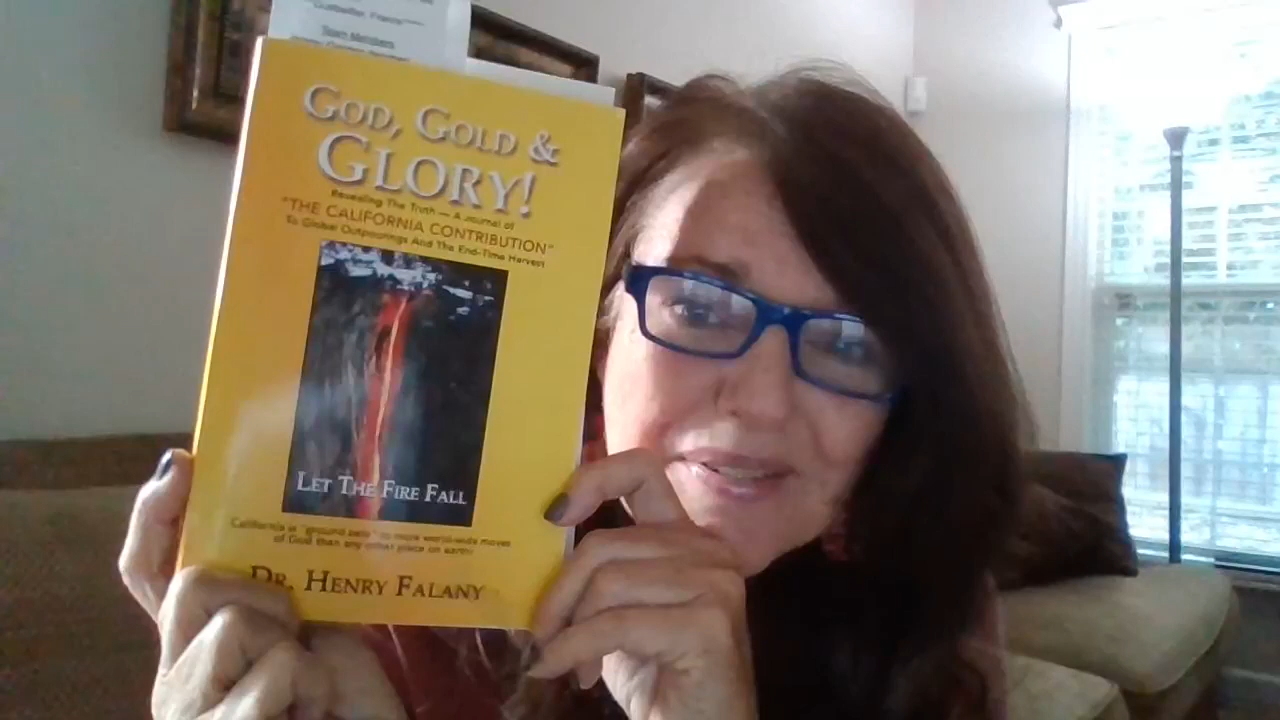 Team Members
GOD, GOLD &
GLORY!
Revealing The Truth — A Journal of
"THE CALIFORNIA CONTRIBUTION"
To Global Outpourings And The End-Time Harvest
LET THE FIRE FALL
California is "ground zero" to more world-wide moves
of God than any other place on earth!
DR. HENRY FALANY